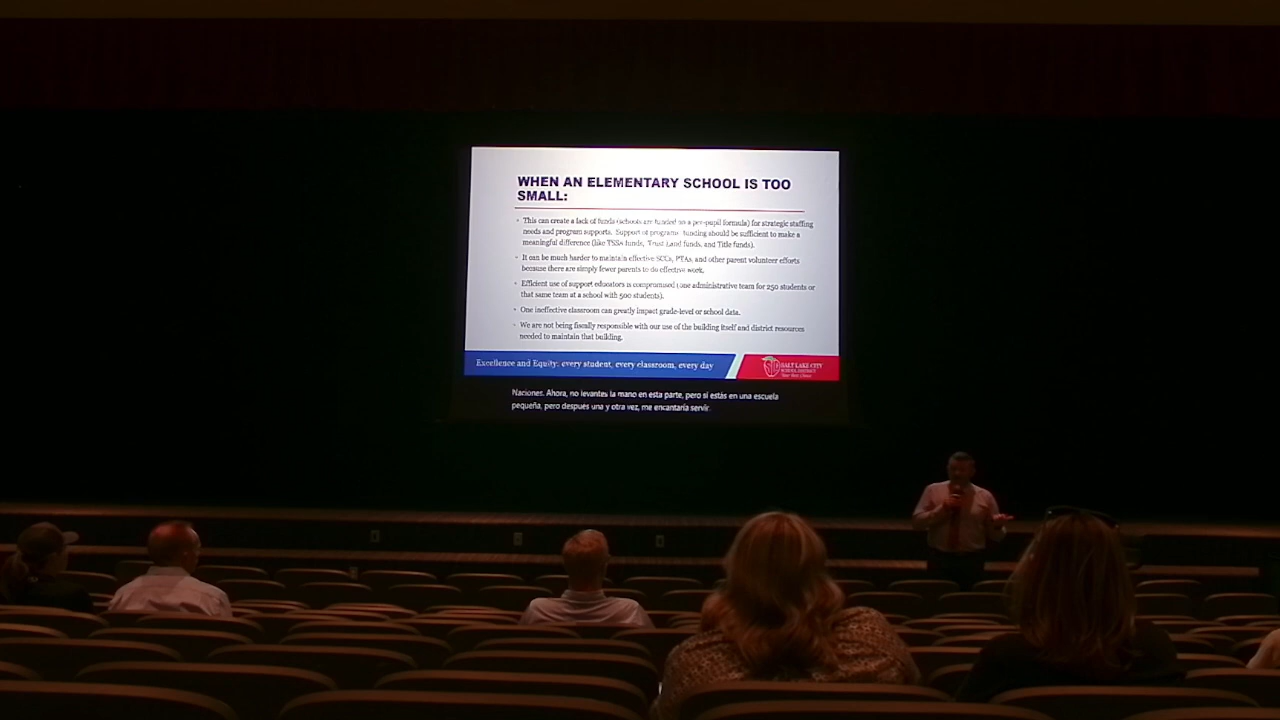 WHEN AN ELEMENTARY SCHOOL IS TOO
SMALL:
• This can create a lack of funds (schools are funded on a per-pupil formula) for strategic staffing
needs and program supports. Support of programs funding should be sufficient to make a
meaningful difference (like TSSA funds, Trust Land funds, and Title funds).
• It can be much harder to maintain effective SCCs, PTAs, and other parent volunteer efforts
because there are simply fewer parents to do effective work.
• Efficient use of support educators is compromised (one administrative team for 250 students or
that same team at a school with 500 students).
• One ineffective classroom can greatly impact grade-level or school data.
• We are not being fiscally responsible with our use of the building itself and district resources
needed to maintain that building.
Excellence and Equity: every student, every classroom, every day
SALT LAKE CITY
SCHOOL DISTRICT
Your Best Choice
Naciones. Ahora, no levantes la mano en esta parte, pero si estás en una escuela
pequeña, pero después una y otra vez, me encantaría servir.